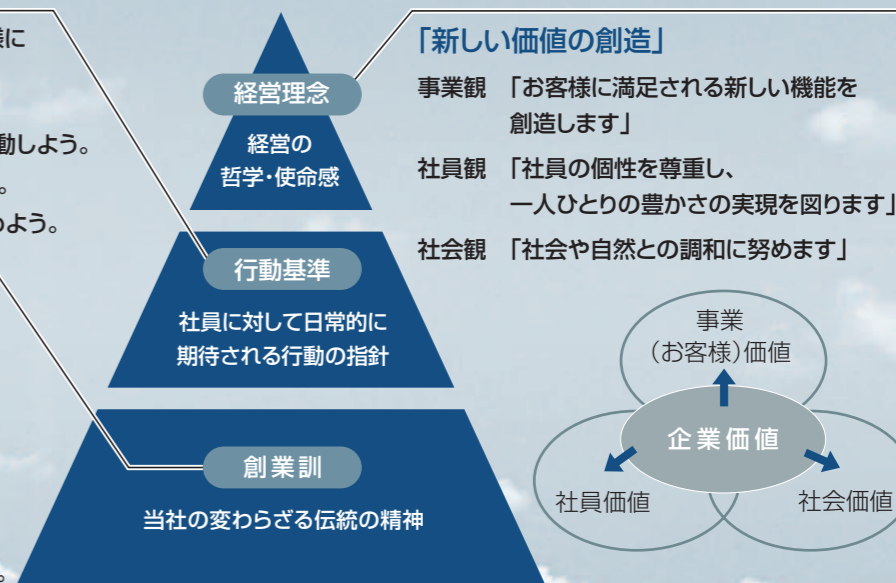 に
動しよう。
。
めよう。
。
経営理念
経営の
哲学・使命感
行動基準
社員に対して日常的に
期待される行動の指針
創業訓
当社の変わらざる伝統の精神
「新しい価値の創造」
事業観 「お客様に満足される新しい機能を
創造します」
社員観 「社員の個性を尊重し、
一人ひとりの豊かさの実現を図ります」
社会観 「社会や自然との調和に努めます」
事業
（お客様）価値
企業価値
社員価値
社会価値